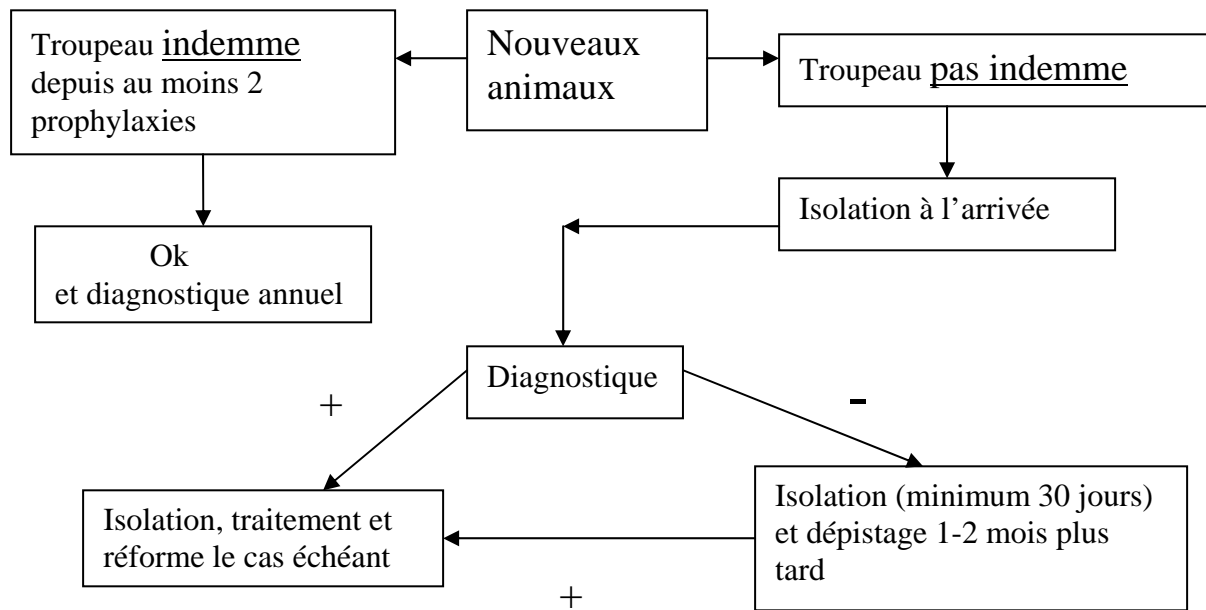 Nouveaux
animaux
Troupeau indemme
depuis au moins 2
prophylaxies
Troupeau pas indemme
Ok
et diagnostique annuel
Isolation à l'arrivée
Diagnostique
+
-
Isolation, traitement et
réforme le cas échéant
Isolation (minimum 30 jours)
et dépistage 1-2 mois plus
tard
+